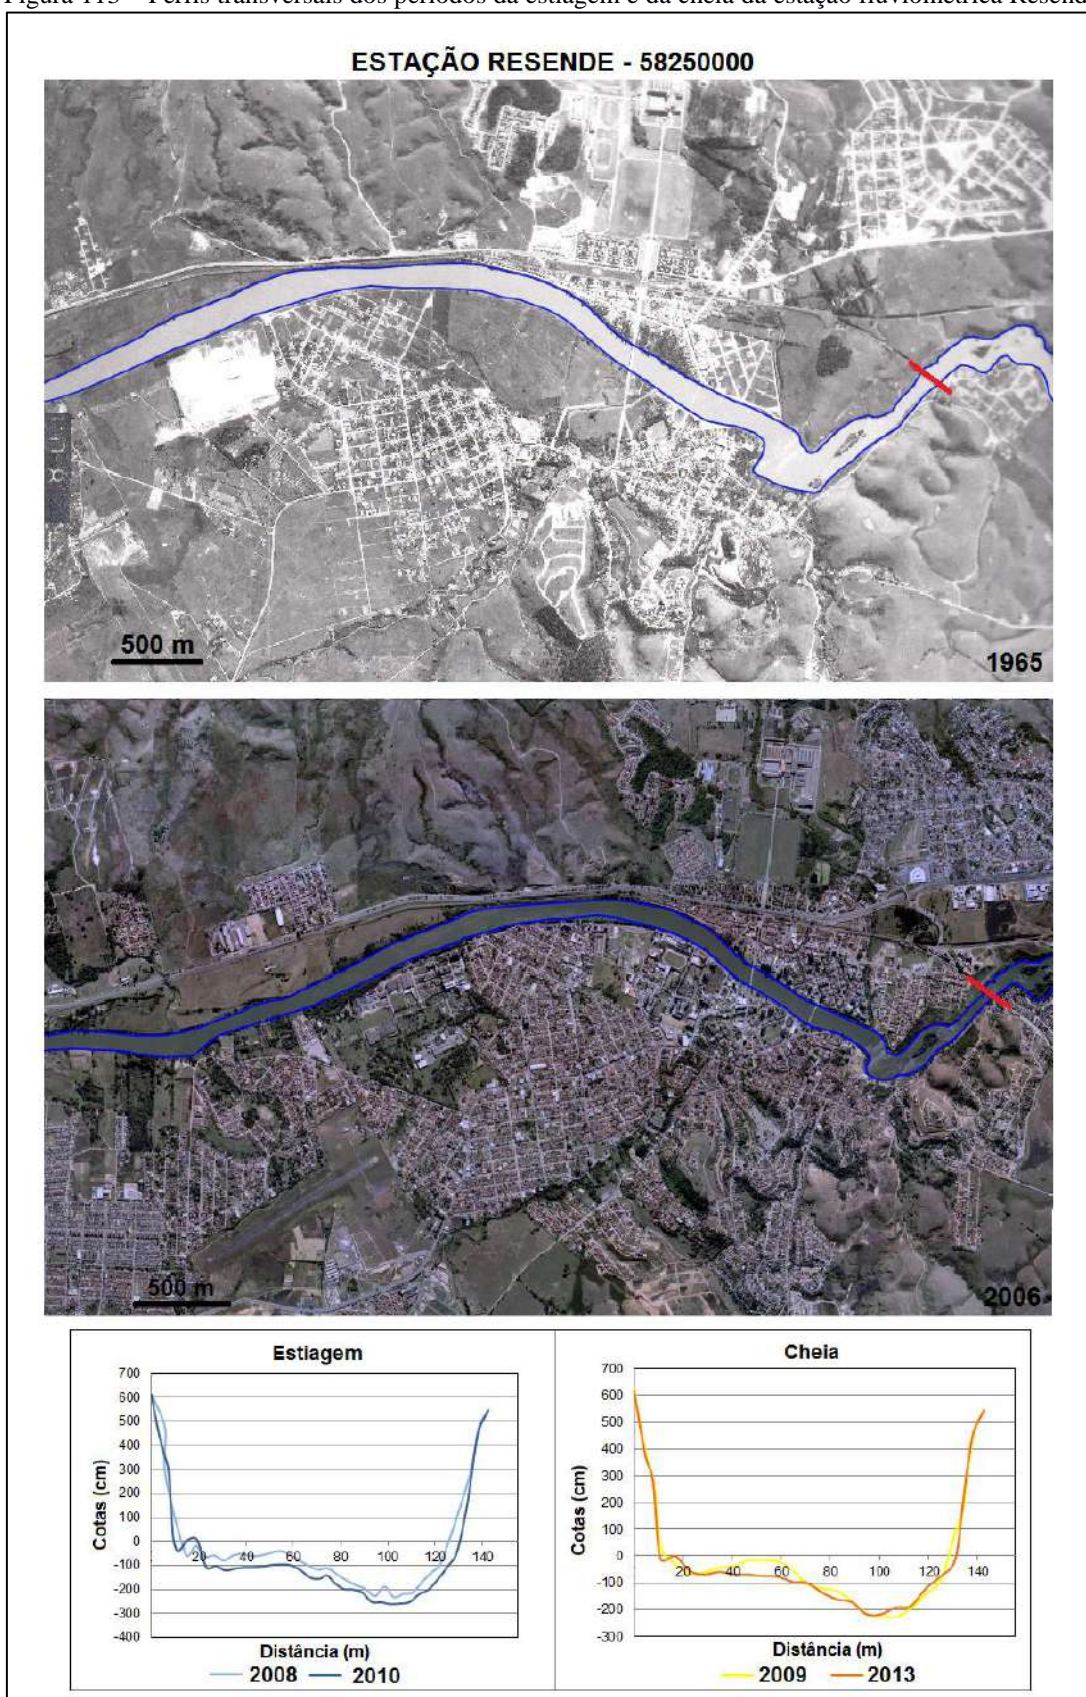 Figura 113 – Perfis transversais dos períodos da estiagem e da cheia da estação fluviométrica Resend
ESTAÇÃO RESENDE - 58250000
500 m
1965
500 m
2006
Estiagem
700
600
500
400
300
200
100
0
-100
-200
-300
-400
20 40 60 80 100 120 140
Cotas (cm)
Distância (m)
2008 2010
Cheia
700
600
500
400
300
200
100
0
-100
-200
-300
20 40 60 80 100 120 140
Cotas (cm)
Distância (m)
2009 2013